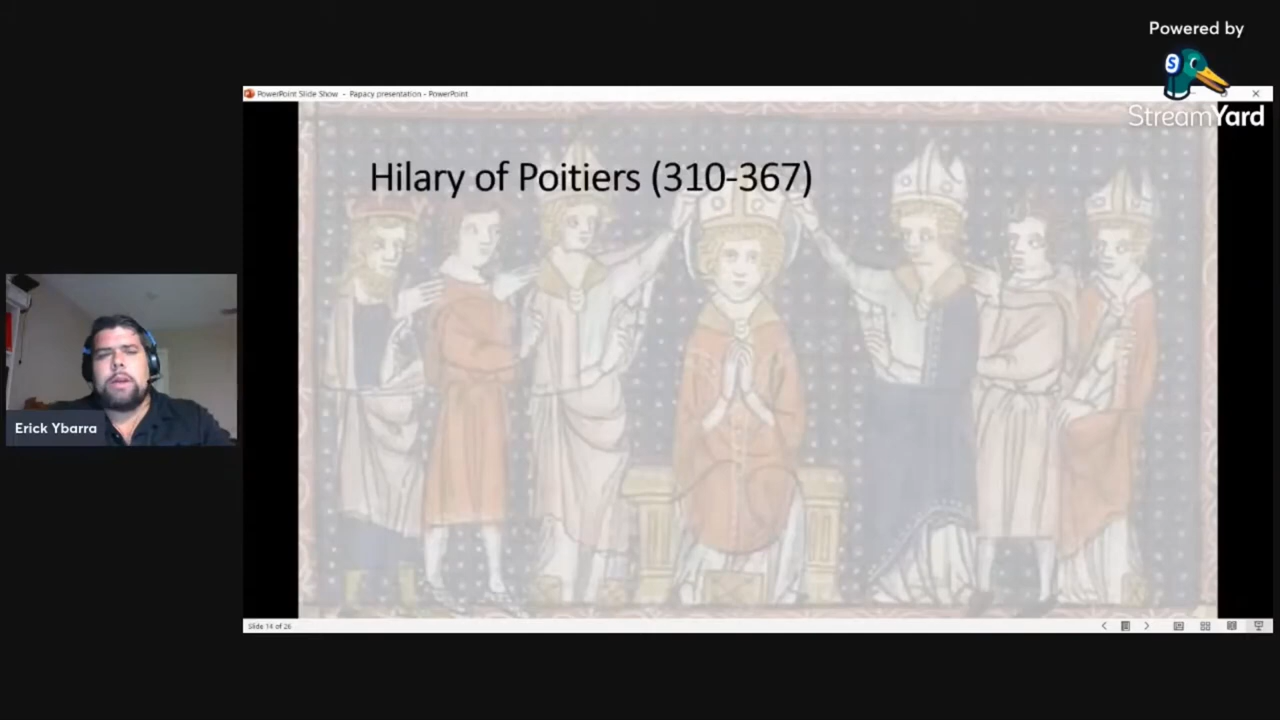 Powered by
S
StreamYard
PowerPoint Slide Show - Papacy presentation - PowerPoint
Hilary of Poitiers (310-367)
Erick Ybarra
Slide 14 of 26